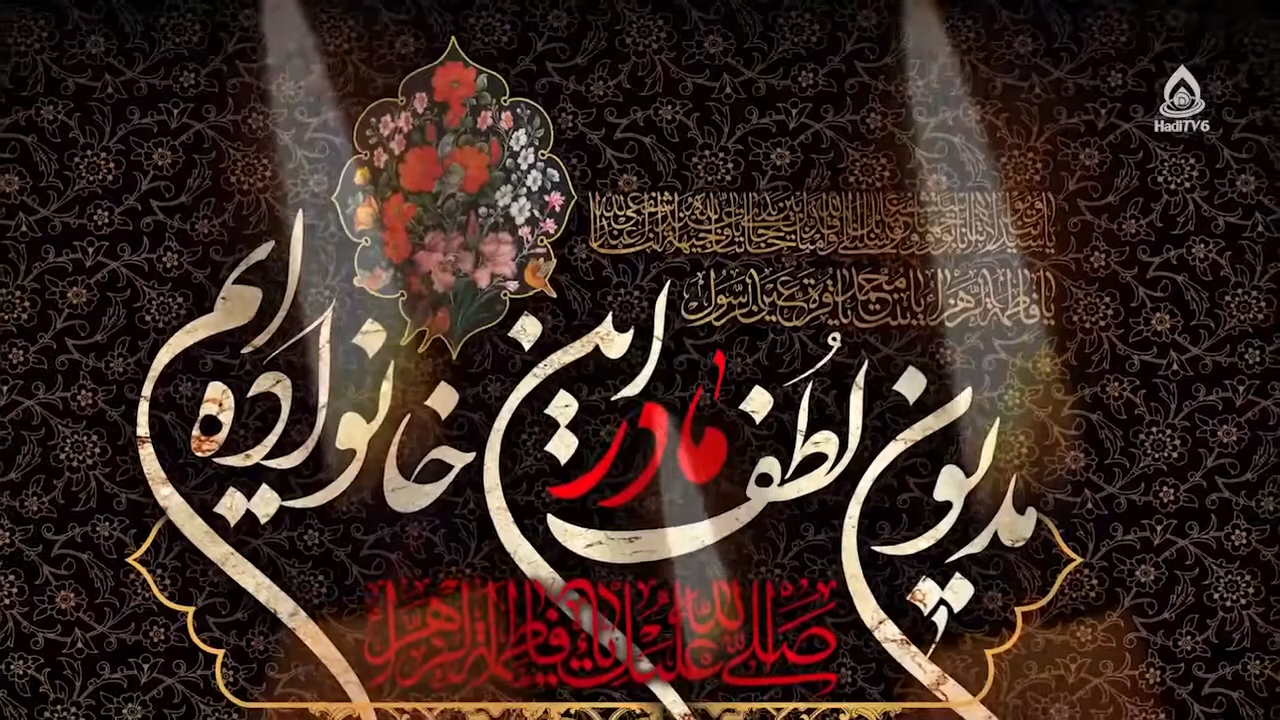 HadiTV6
یا فاطمة الزهراء یا بنت محمد یا قرة عین الرسول
مدیون لطف مادر این خانواده ایم
صلی الله علیک یا فاطمة الزهرا